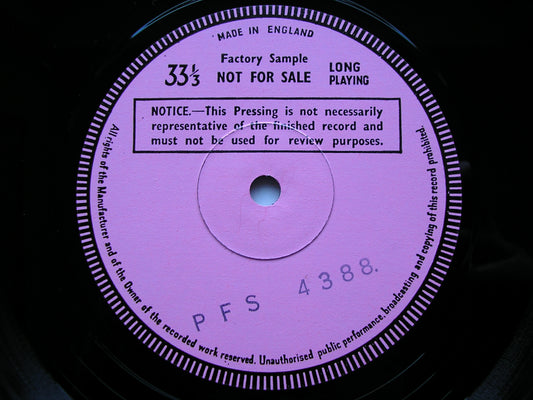 MADE IN ENGLAND
Factory Sample
33⅓ NOT FOR SALE LONG PLAYING
NOTICE.—This Pressing is not necessarily
representative of the finished record and
must not be used for review purposes.
All rights of the Manufacturer and of the Owner of the recorded work reserved. Unauthorised public performance, broadcasting and copying of this record prohibited.
PFS 4388.